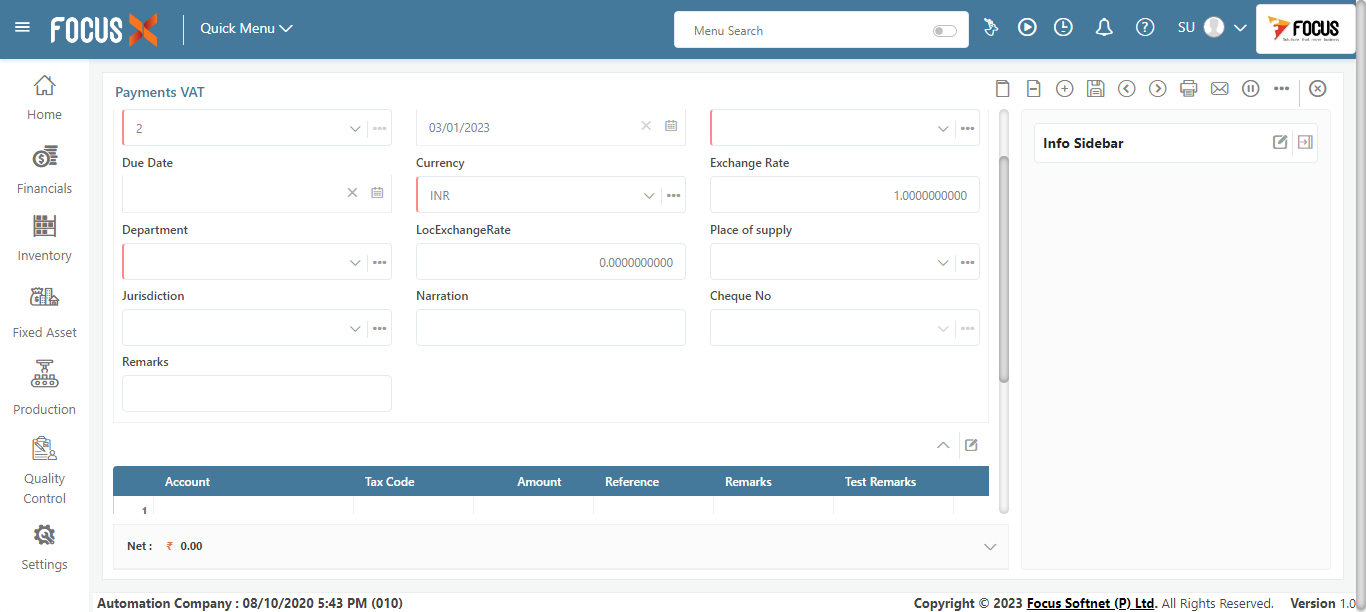 FOCUS X
Quick Menu
Menu Search
SU
FOCUS
Home
Financials
Inventory
Fixed Asset
Production
Quality
Control
Settings
Payments VAT
2
03/01/2023
Due Date
Currency
Exchange Rate
INR
1.0000000000
Department
LocExchangeRate
Place of supply
0.0000000000
Jurisdiction
Narration
Cheque No
Remarks
Account
Tax Code
Amount
Reference
Remarks
Test Remarks
1
Net : ₹ 0.00
Info Sidebar
Automation Company : 08/10/2020 5:43 PM (010)
Copyright © 2023 Focus Softnet (P) Ltd. All Rights Reserved. Version 1.0